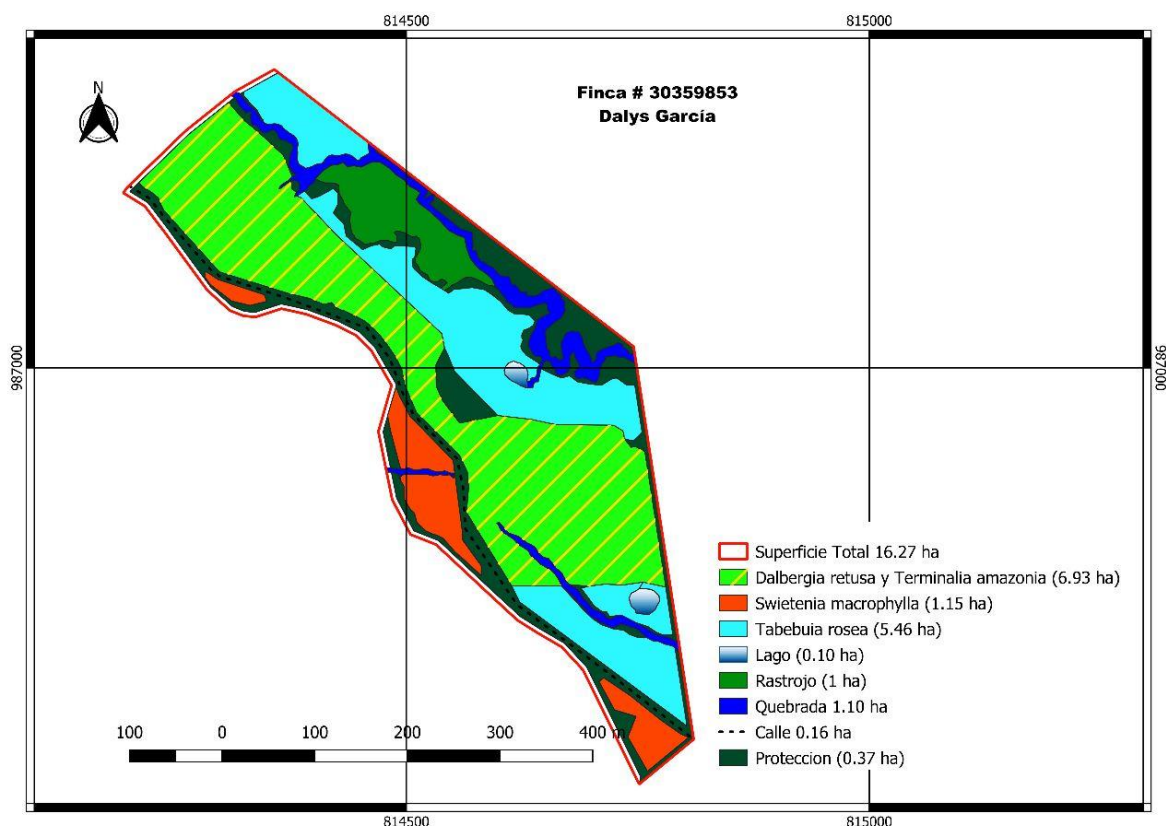 814500
815000
N
Finca # 30359853
Dalys García
987000
987000
Superficie Total 16.27 ha
Dalbergia retusa y Terminalia amazonia (6.93 ha)
Swietenia macrophylla (1.15 ha)
Tabebuia rosea (5.46 ha)
Lago (0.10 ha)
Rastrojo (1 ha)
Quebrada 1.10 ha
Calle 0.16 ha
Proteccion (0.37 ha)
100 0 100 200 300 400 m
814500
815000